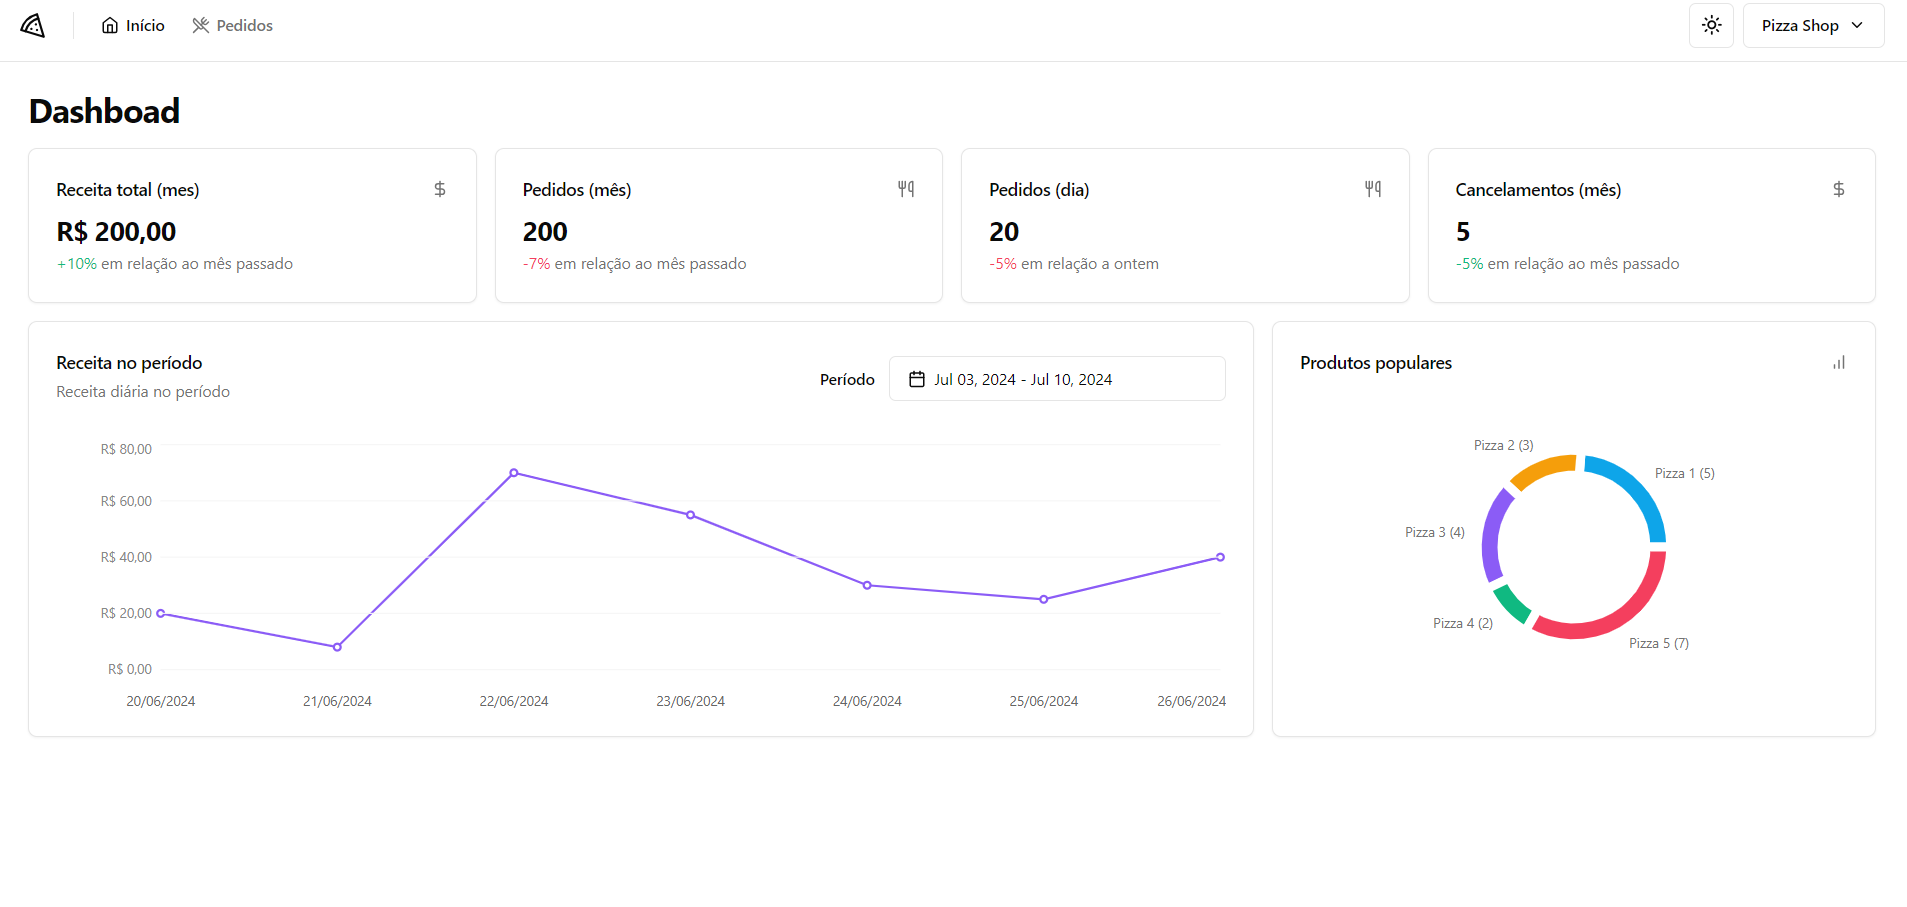 Início
Pedidos
Pizza Shop
Dashboad
Receita total (mes)
R$ 200,00
+10% em relação ao mês passado
Pedidos (mês)
200
-7% em relação ao mês passado
Pedidos (dia)
20
-5% em relação a ontem
Cancelamentos (mês)
5
-5% em relação ao mês passado
Receita no período
Receita diária no período
Período
Jul 03, 2024 - Jul 10, 2024
R$ 80,00
R$ 60,00
R$ 40,00
R$ 20,00
R$ 0,00
20/06/2024
21/06/2024
22/06/2024
23/06/2024
24/06/2024
25/06/2024
26/06/2024
Produtos populares
Pizza 2 (3)
Pizza 1 (5)
Pizza 3 (4)
Pizza 4 (2)
Pizza 5 (7)